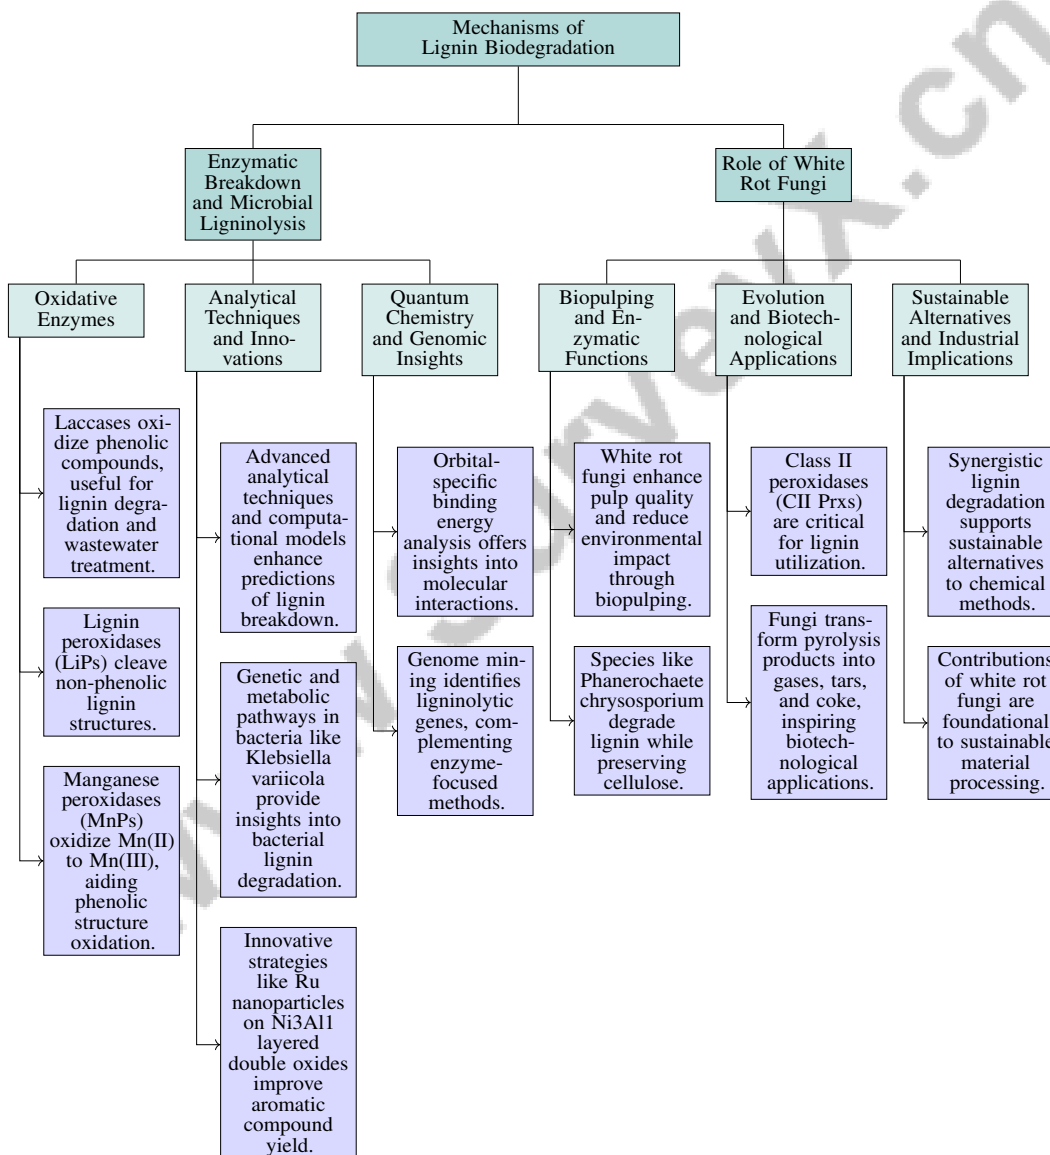 Mechanisms of
Lignin Biodegradation
Enzymatic
Breakdown
and Microbial
Ligninolysis
Role of White
Rot Fungi
Oxidative
Enzymes
Analytical
Techniques
and Inno-
vations
Quantum
Chemistry
and Genomic
Insights
Biopulping
and En-
zymatic
Functions
Evolution
and Biotech-
nological
Applications
Sustainable
Alternatives
and Industrial
Implications
Laccases oxi-
dize phenolic
compounds,
useful for
lignin degra-
dation and
wastewater
treatment.
Lignin
peroxidases
(LiPs) cleave
non-phenolic
lignin
structures.
Manganese
peroxidases
(MnPs)
oxidize Mn(II)
to Mn(III),
aiding
phenolic
structure
oxidation.
Advanced
analytical
techniques
and computa-
tional models
enhance
predictions
of lignin
breakdown.
Genetic and
metabolic
pathways in
bacteria like
Klebsiella
variicola
provide
insights into
bacterial
lignin
degradation.
Innovative
strategies
like Ru
nanoparticles
on Ni3Al1
layered
double oxides
improve
aromatic
compound
yield.
Orbital-
specific
binding
energy
analysis offers
insights into
molecular
interactions.
Genome min-
ing identifies
ligninolytic
genes, com-
plementing
enzyme-
focused
methods.
White rot
fungi enhance
pulp quality
and reduce
environmental
impact
through
biopulping.
Species like
Phanerochaete
chrysosporium
degrade
lignin while
preserving
cellulose.
Class II
peroxidases
(CII Prxs)
are critical
for lignin
utilization.
Fungi trans-
form pyrolysis
products into
gases, tars,
and coke,
inspiring
biotech-
nological
applications.
Synergistic
lignin
degradation
supports
sustainable
alternatives
to chemical
methods.
Contributions
of white rot
fungi are
foundational
to sustainable
material
processing.